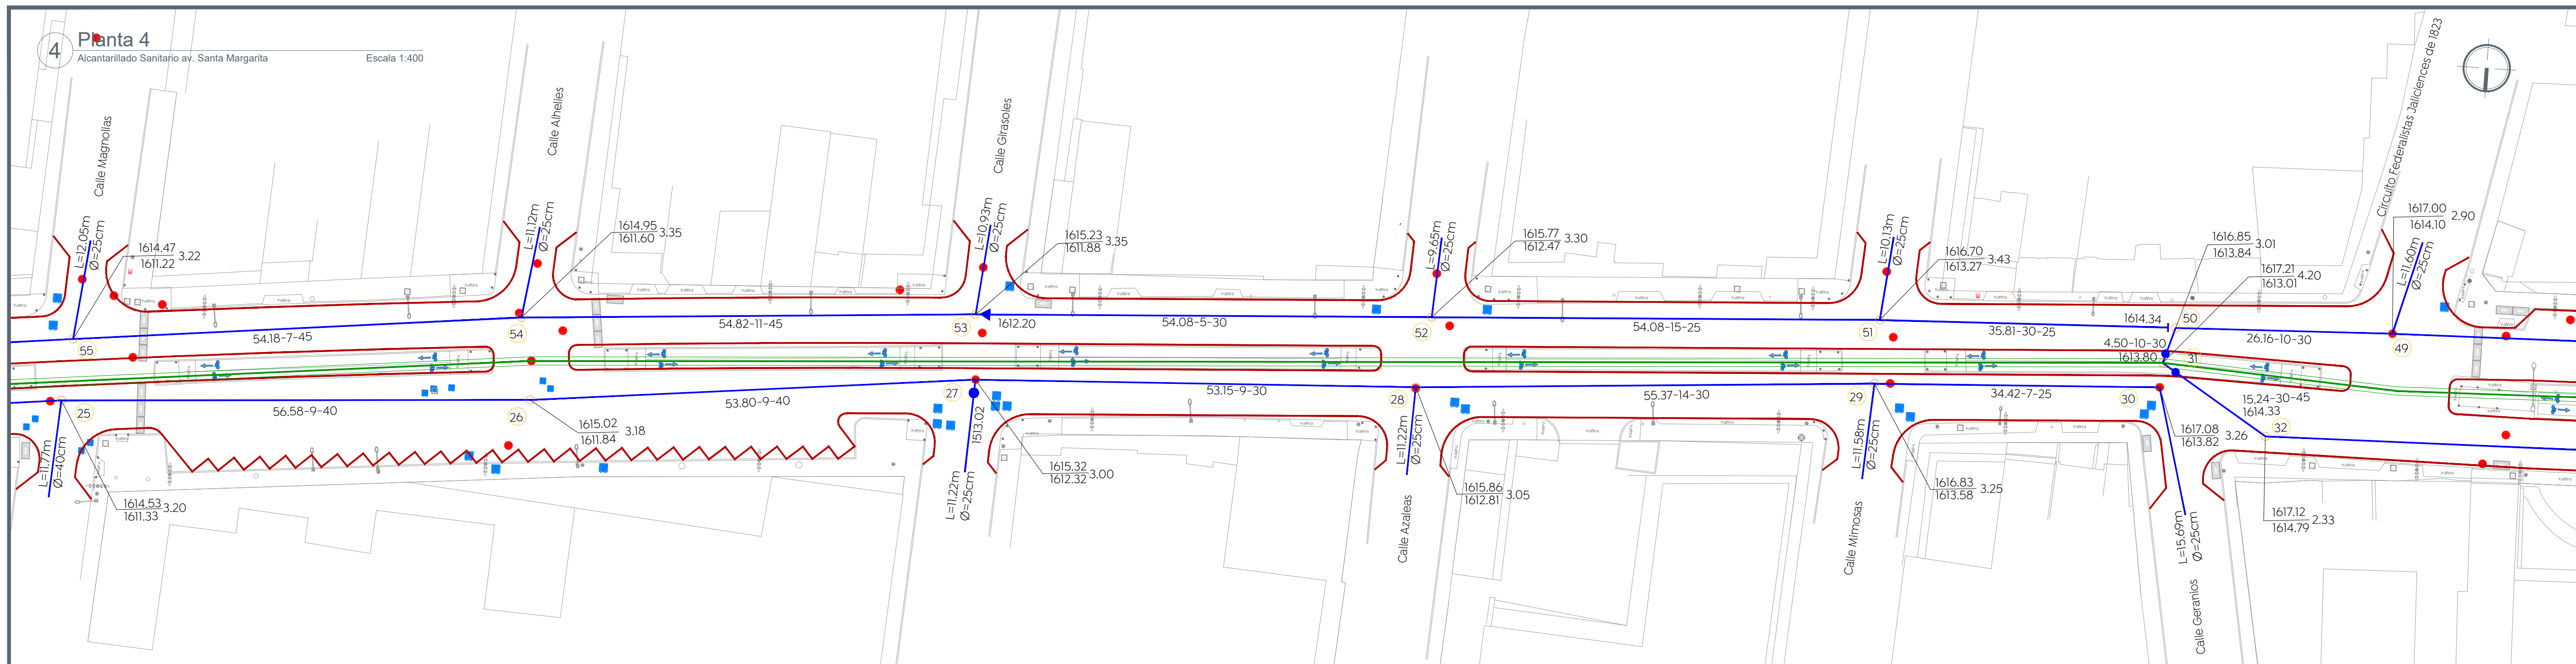 4
Planta 4
Alcantarillado Sanitario av. Santa Margarita
Escala 1:400
Calle Magnolias
L=12.05m
Ø=25cm
1614.47
1611.22
3.22
55
54.18-7-45
Calle Alhelies
L=11.12m
Ø=25cm
1614.95
1611.60
3.35
54
54.82-11-45
Calle Girasoles
L=10.93m
Ø=25cm
1615.23
1611.88
3.35
53
1612.20
54.08-5-30
L=9.65m
Ø=25cm
1615.77
1612.47
3.30
52
54.08-15-25
L=10.13m
Ø=25cm
1616.70
1613.27
3.43
51
35.81-30-25
1614.34
50
Circuito Federalistas Jaliciences de 1823
1616.85
1613.84
3.01
1617.21
1613.01
4.20
1617.00
1614.10
2.90
L=11.60m
Ø=25cm
26.16-10-30
49
4.50-10-30
1613.80
31
25
L=11.77m
Ø=40cm
1614.53
1611.33
3.20
56.58-9-40
26
1615.02
1611.84
3.18
53.80-9-40
27
1513.02
L=11.22m
Ø=25cm
1615.32
1612.32
3.00
53.15-9-30
28
L=11.22m
Ø=25cm
Calle Azaleas
1615.86
1612.81
3.05
55.37-14-30
29
L=11.58m
Ø=25cm
Calle MImosas
1616.83
1613.58
3.25
34.42-7-25
30
1617.08
1613.82
3.26
L=15.69m
Ø=25cm
Calle Geranios
15.24-30-45
1614.33
32
1617.12
1614.79
2.33